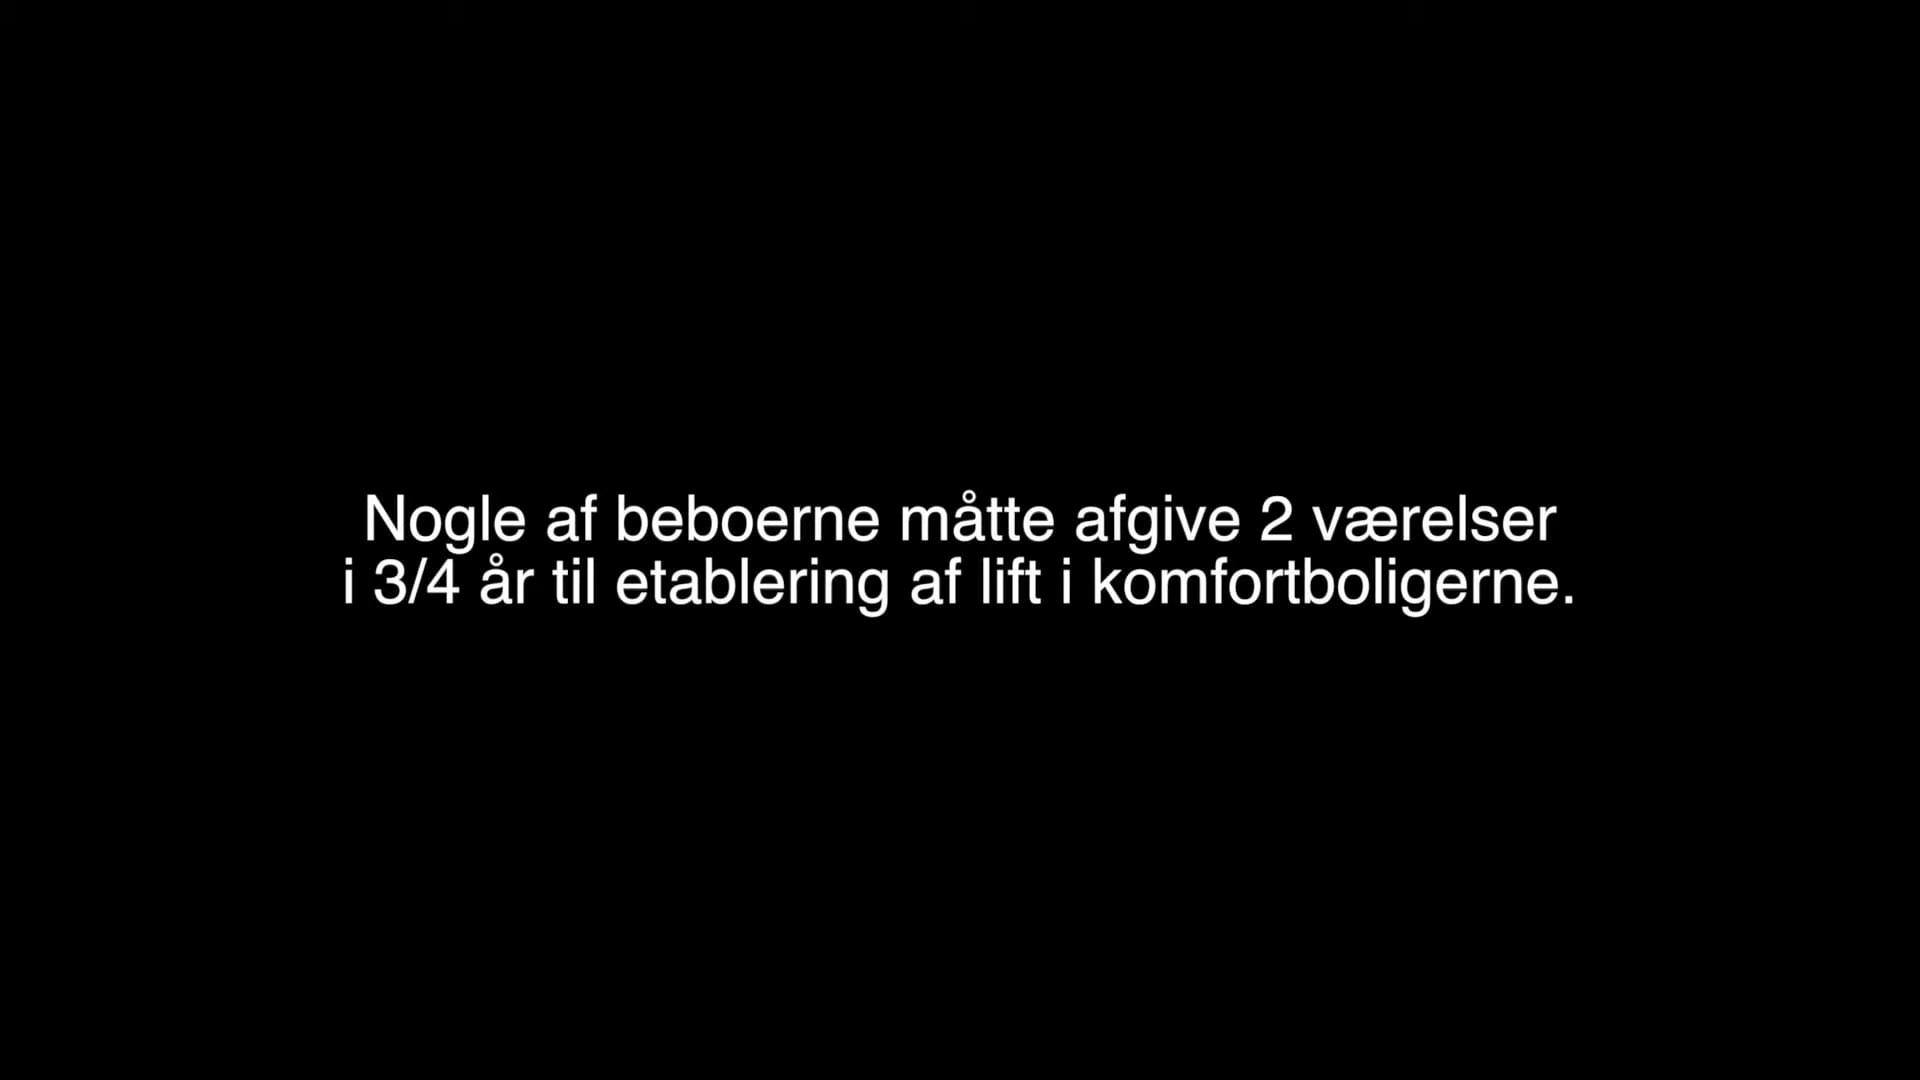 Nogle af beboerne måtte afgive 2 værelser
i 3/4 år til etablering af lift i komfortboligerne.